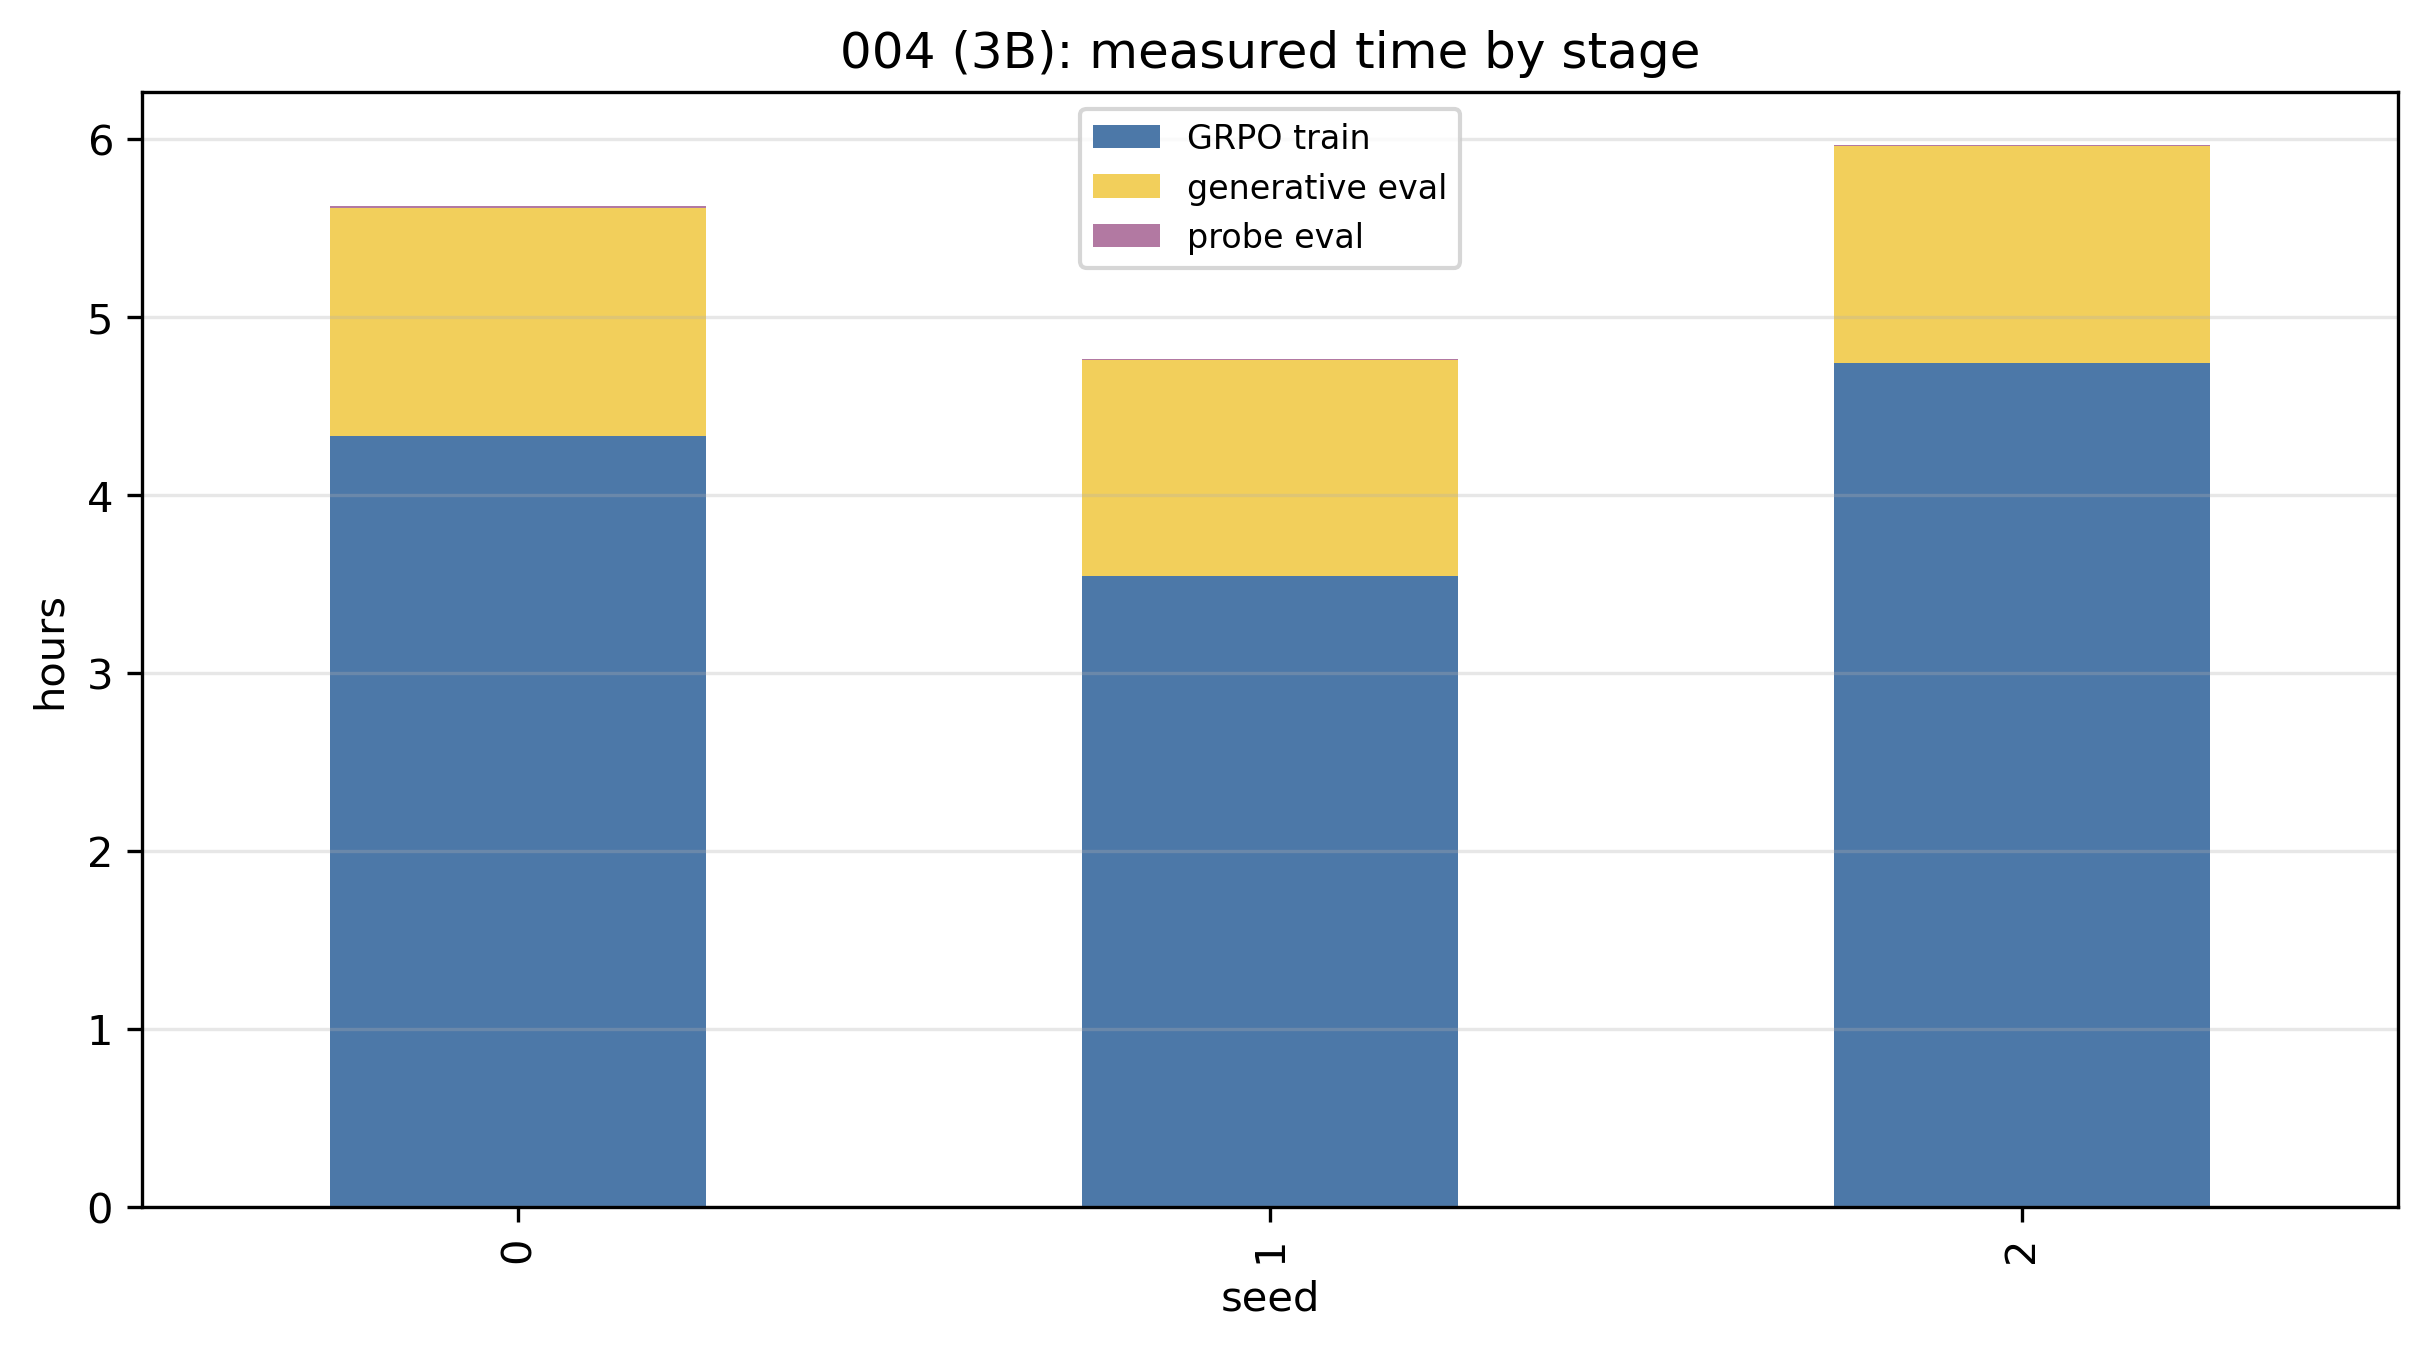 004 (3B): measured time by stage
GRPO train
generative eval
probe eval
6
5
4
3
2
1
0
hours
0
1
2
seed